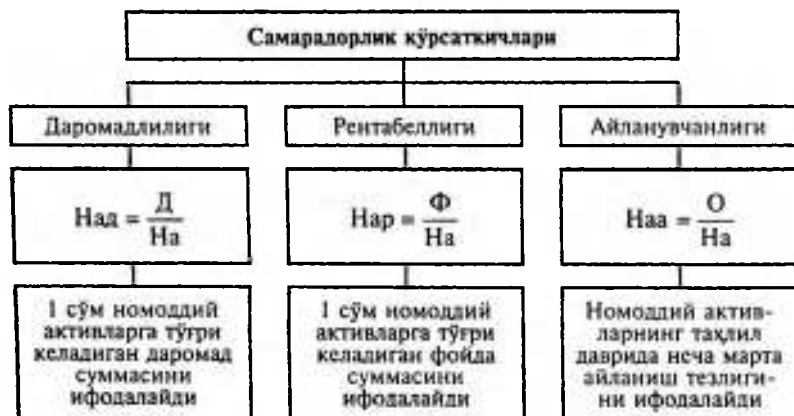 Самарадорлик кўрсаткичлари
Даромадлилиги
Рентабеллиги
Айланувчанлиги
Над = Д/На
Нар = Ф/На
Наа = О/На
1 сўм номоддий
активларга тўғри
келадиган даромад
суммасини
ифодалайди
1 сўм номоддий
активларга тўғри
келадиган фойда
суммасини
ифодалайди
Номоддий актив-
ларнинг таҳлил
даврида неча марта
айланиш тезлиги-
ни ифодалайди